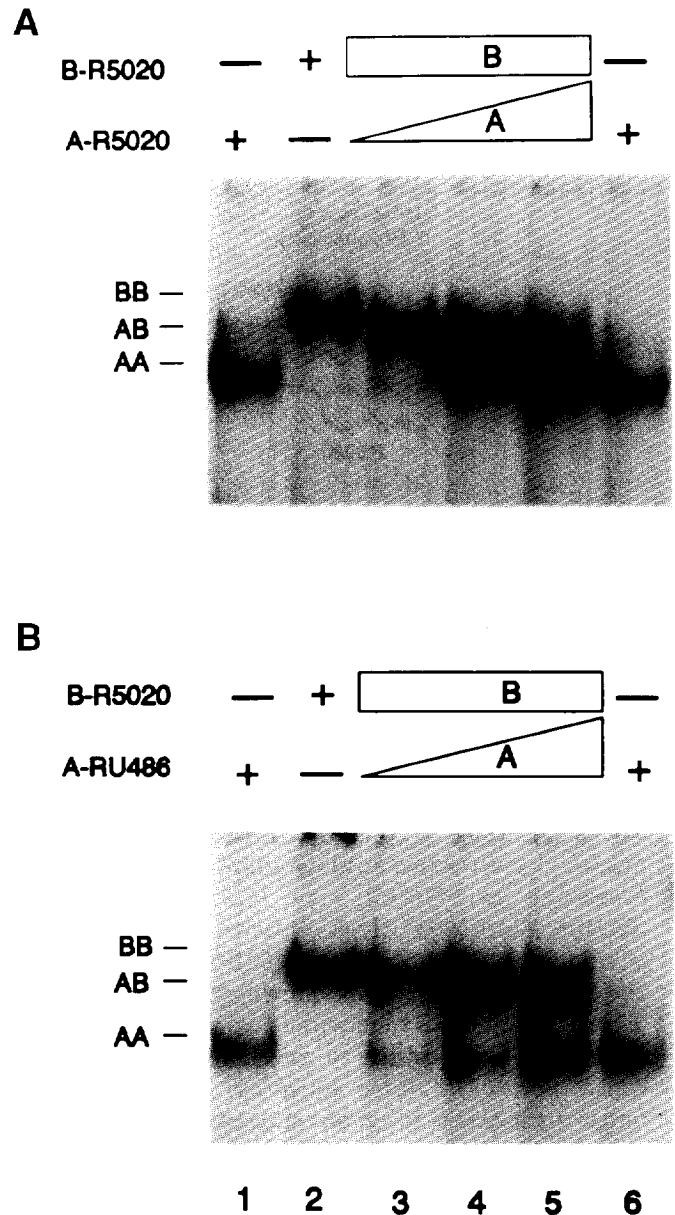 A
B-R5020 — + B —
A-R5020 + — A +
BB —
AB —
AA —
B
B-R5020 — + B —
A-RU486 + — A +
BB —
AB —
AA —
1 2 3 4 5 6